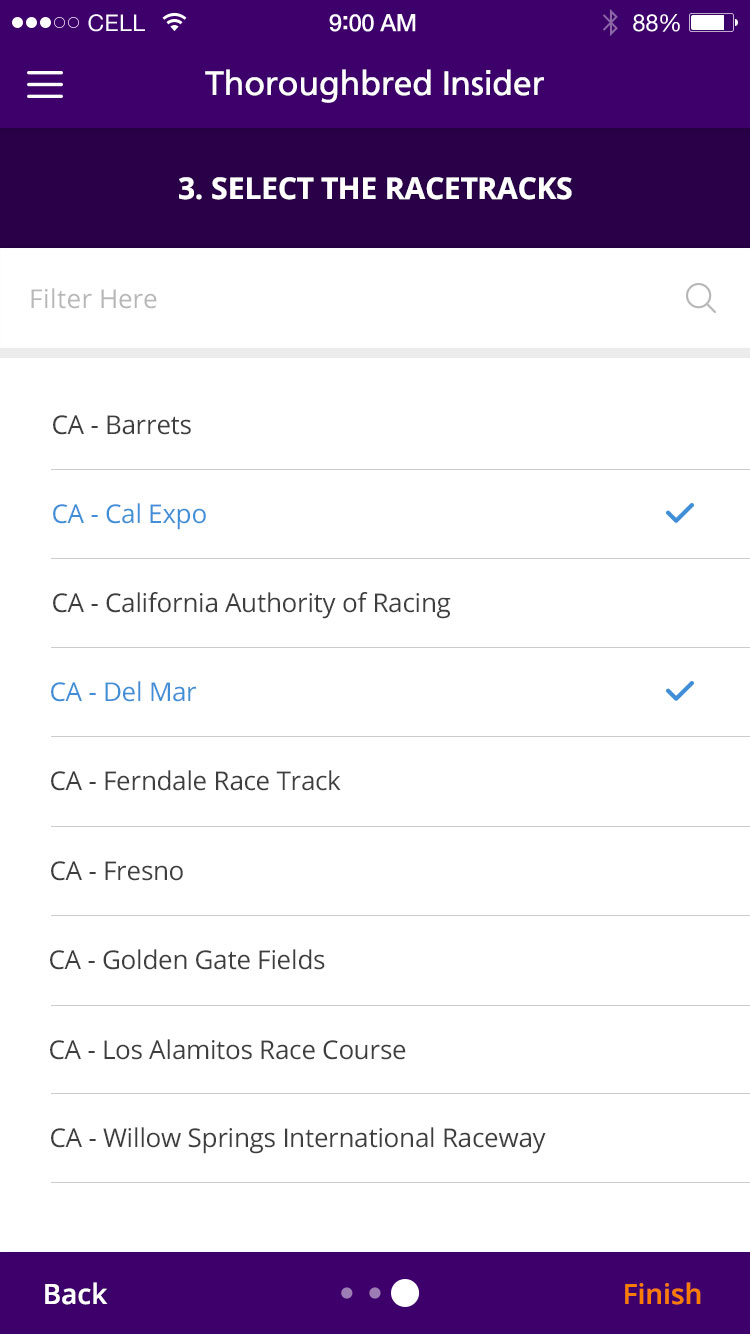 CELL 9:00 AM 88%
Thoroughbred Insider
3. SELECT THE RACETRACKS
Filter Here
CA - Barrets
CA - Cal Expo
CA - California Authority of Racing
CA - Del Mar
CA - Ferndale Race Track
CA - Fresno
CA - Golden Gate Fields
CA - Los Alamitos Race Course
CA - Willow Springs International Raceway
Back Finish